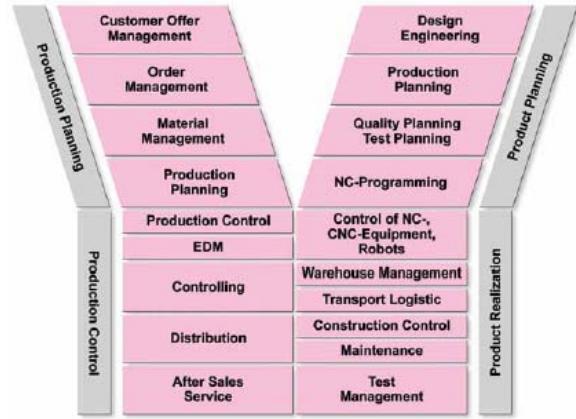 Production Planning
Customer Offer
Management
Order
Management
Material
Management
Production
Planning
Design
Engineering
Production
Planning
Quality Planning
Test Planning
NC-Programming
Product Planning
Production Control
Production Control
EDM
Controlling
Distribution
After Sales
Service
Control of NC-,
CNC-Equipment,
Robots
Warehouse Management
Transport Logistic
Construction Control
Maintenance
Test
Management
Product Realization